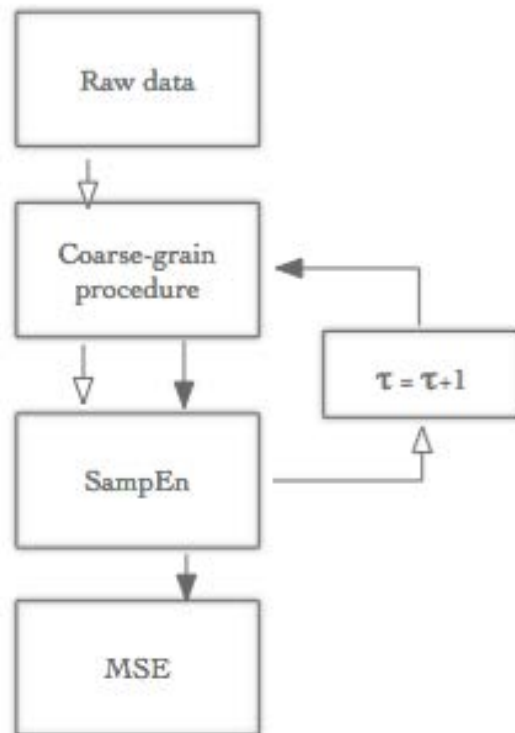 Raw data
Coarse-grain
procedure
τ = τ+1
SampEn
MSE